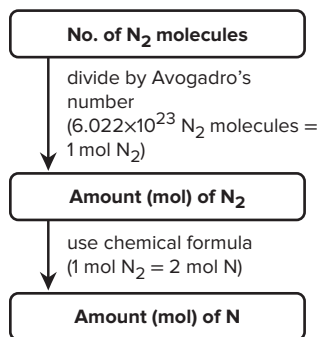 No. of N₂ molecules
divide by Avogadro's
number
(6.022×10²³ N₂ molecules =
1 mol N₂)
Amount (mol) of N₂
use chemical formula
(1 mol N₂ = 2 mol N)
Amount (mol) of N